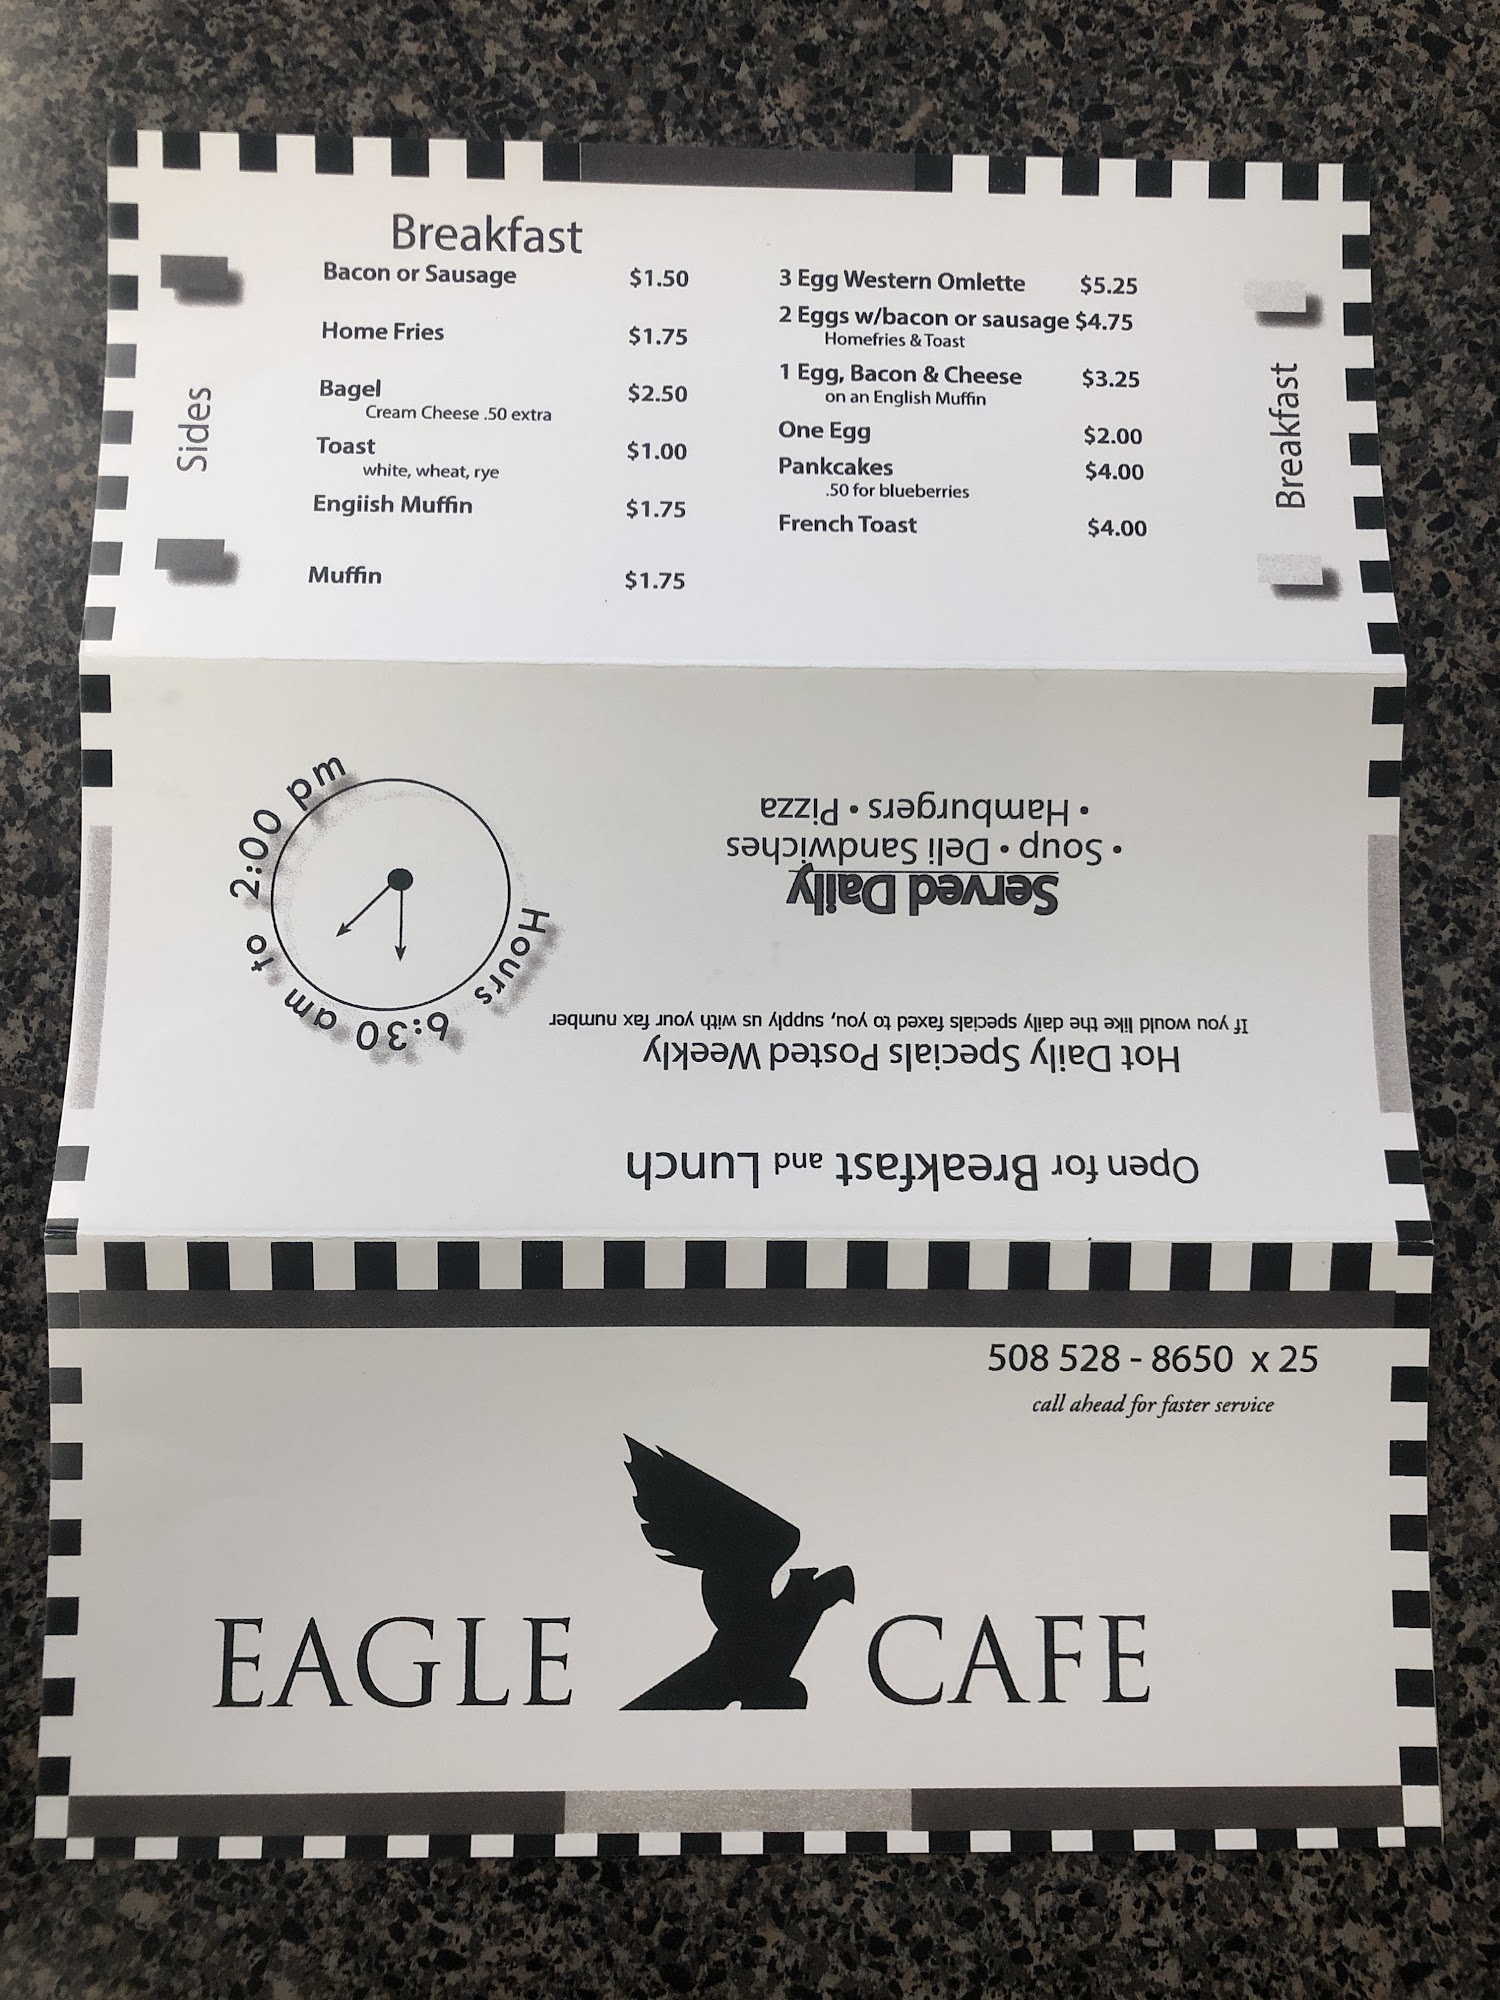 Breakfast
Sides
Bacon or Sausage $1.50
Home Fries $1.75
Bagel $2.50
Cream Cheese .50 extra
Toast $1.00
white, wheat, rye
Engiish Muffin $1.75
Muffin $1.75
3 Egg Western Omlette $5.25
2 Eggs w/bacon or sausage $4.75
Homefries & Toast
1 Egg, Bacon & Cheese $3.25
on an English Muffin
One Egg $2.00
Pankcakes $4.00
.50 for blueberries
French Toast $4.00
Breakfast
Open for Breakfast and Lunch
Hot Daily Specials Posted Weekly
If you would like the daily specials faxed to you, supply us with your fax number
Served Daily
• Soup • Deli Sandwiches
• Hamburgers • Pizza
Hours 6:30 am to 2:00 pm
508 528 - 8650 x 25
call ahead for faster service
EAGLE CAFE